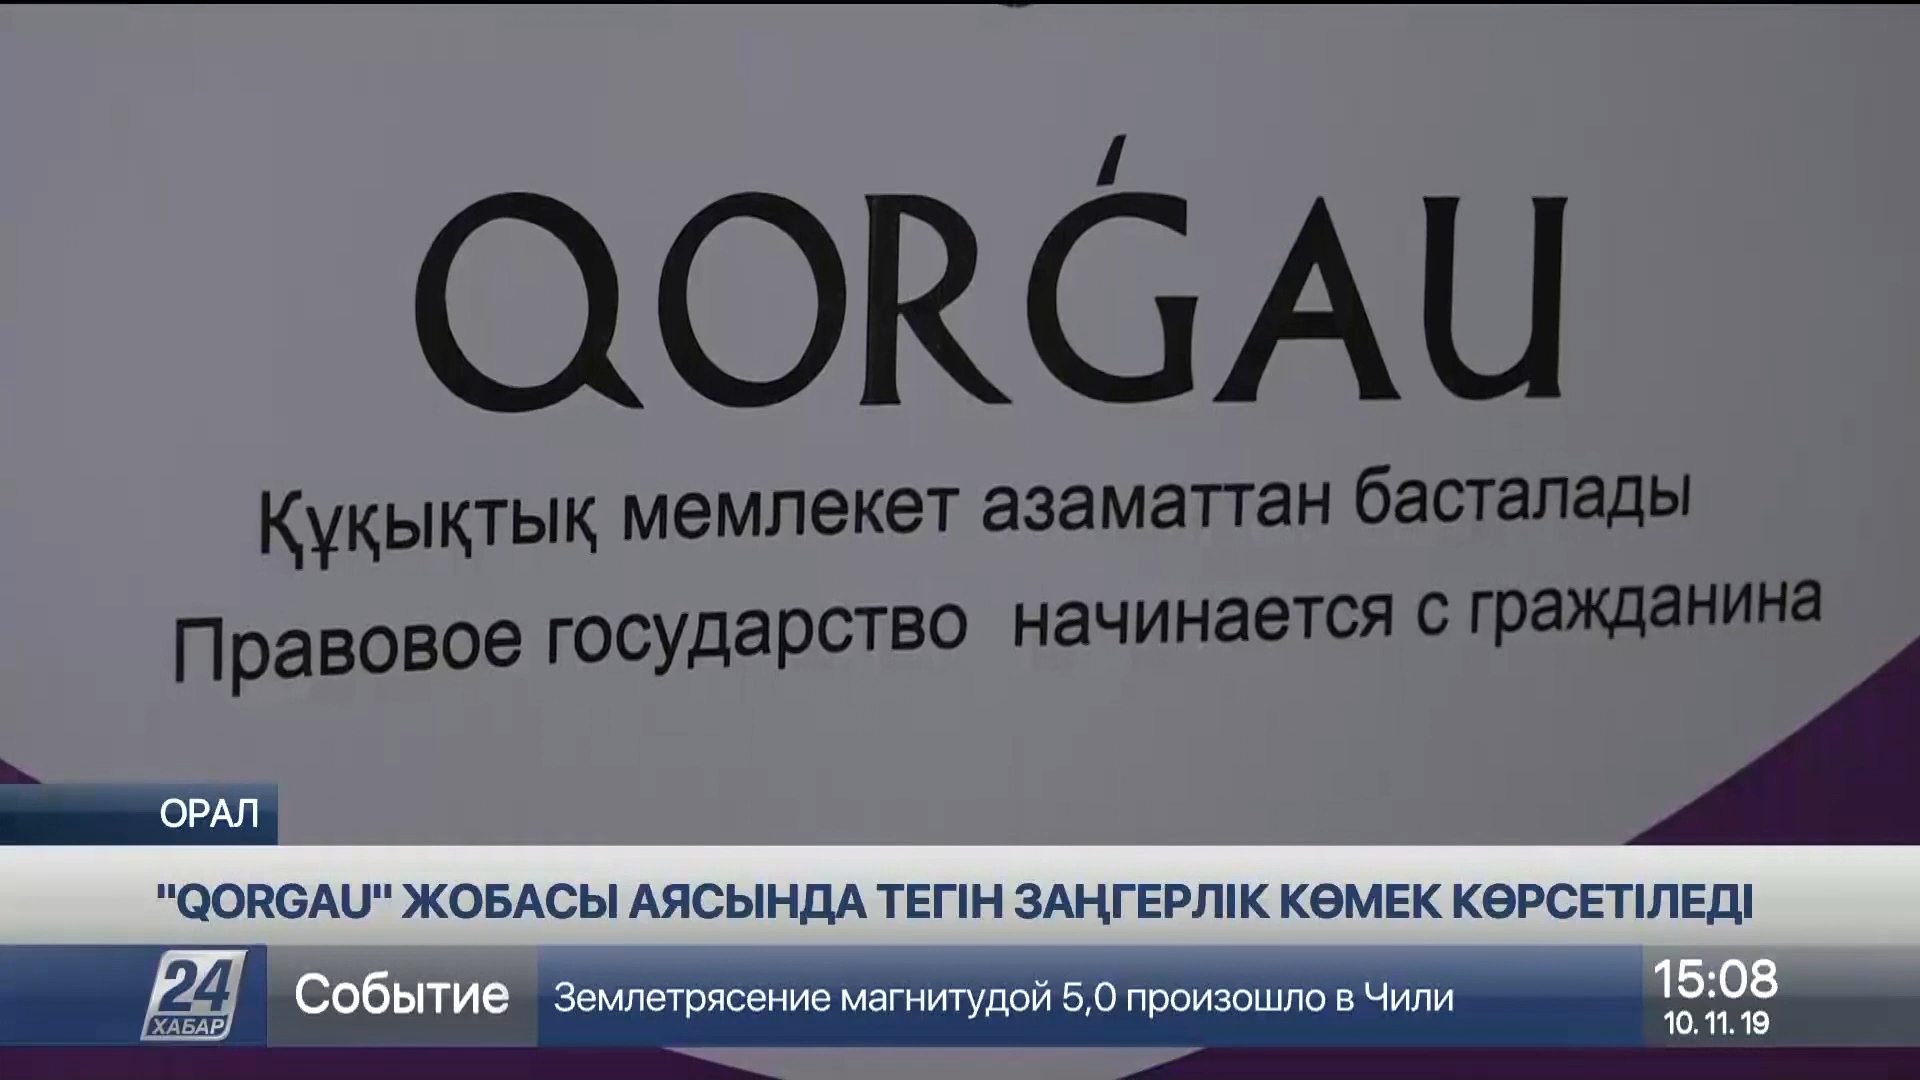 QORǴAU
Құқықтық мемлекет азаматтан басталады
Правовое государство начинается с гражданина
ОРАЛ
"QORGAU" ЖОБАСЫ АЯСЫНДА ТЕГІН ЗАҢГЕРЛІК КӨМЕК КӨРСЕТІЛЕДІ
24
ХАБАР
Событие
Землетрясение магнитудой 5,0 произошло в Чили
15:08
10. 11. 19